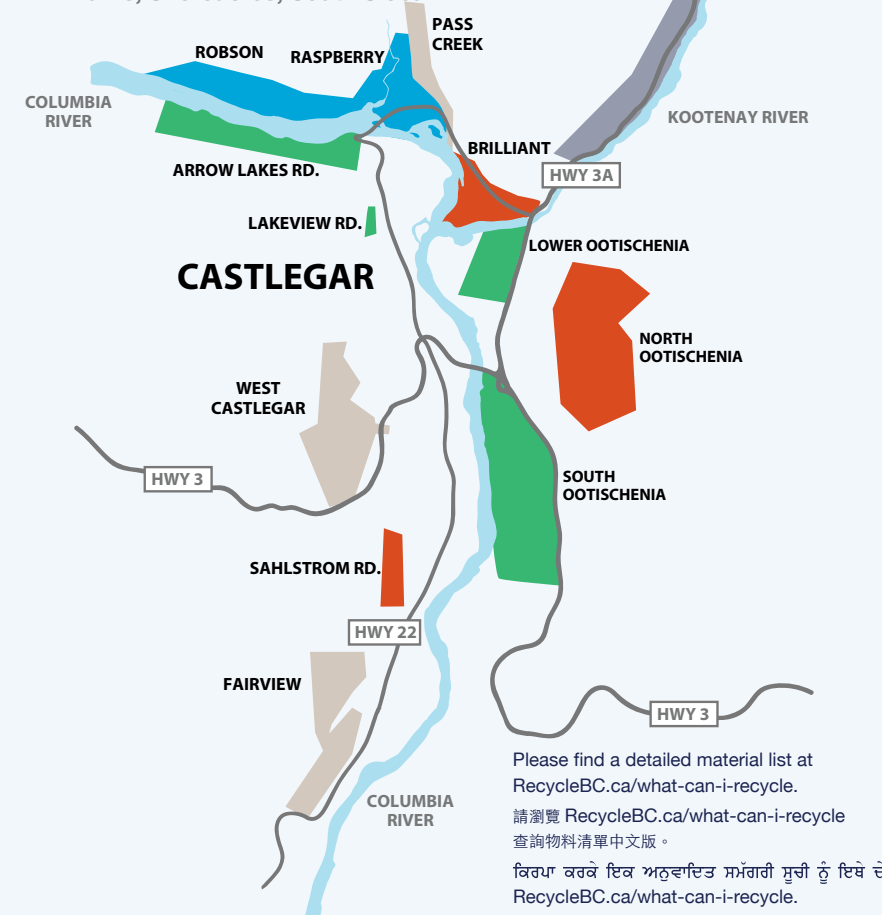 PASS
CREEK
ROBSON
RASPBERRY
COLUMBIA
RIVER
KOOTENAY RIVER
BRILLIANT
ARROW LAKES RD.
HWY 3A
LAKEVIEW RD.
LOWER OOTISCHENIA
CASTLEGAR
NORTH
OOTISCHENIA
WEST
CASTLEGAR
HWY 3
SOUTH
OOTISCHENIA
SAHLSTROM RD.
HWY 22
FAIRVIEW
HWY 3
COLUMBIA
RIVER
Please find a detailed material list at
RecycleBC.ca/what-can-i-recycle.
請瀏覽 RecycleBC.ca/what-can-i-recycle
查詢物料清單中文版。
ਕਿਰਪਾ ਕਰਕੇ ਇਕ ਅਨੁਵਾਦਿਤ ਸਮੱਗਰੀ ਸੂਚੀ ਨੂੰ ਇਥੇ
RecycleBC.ca/what-can-i-recycle.